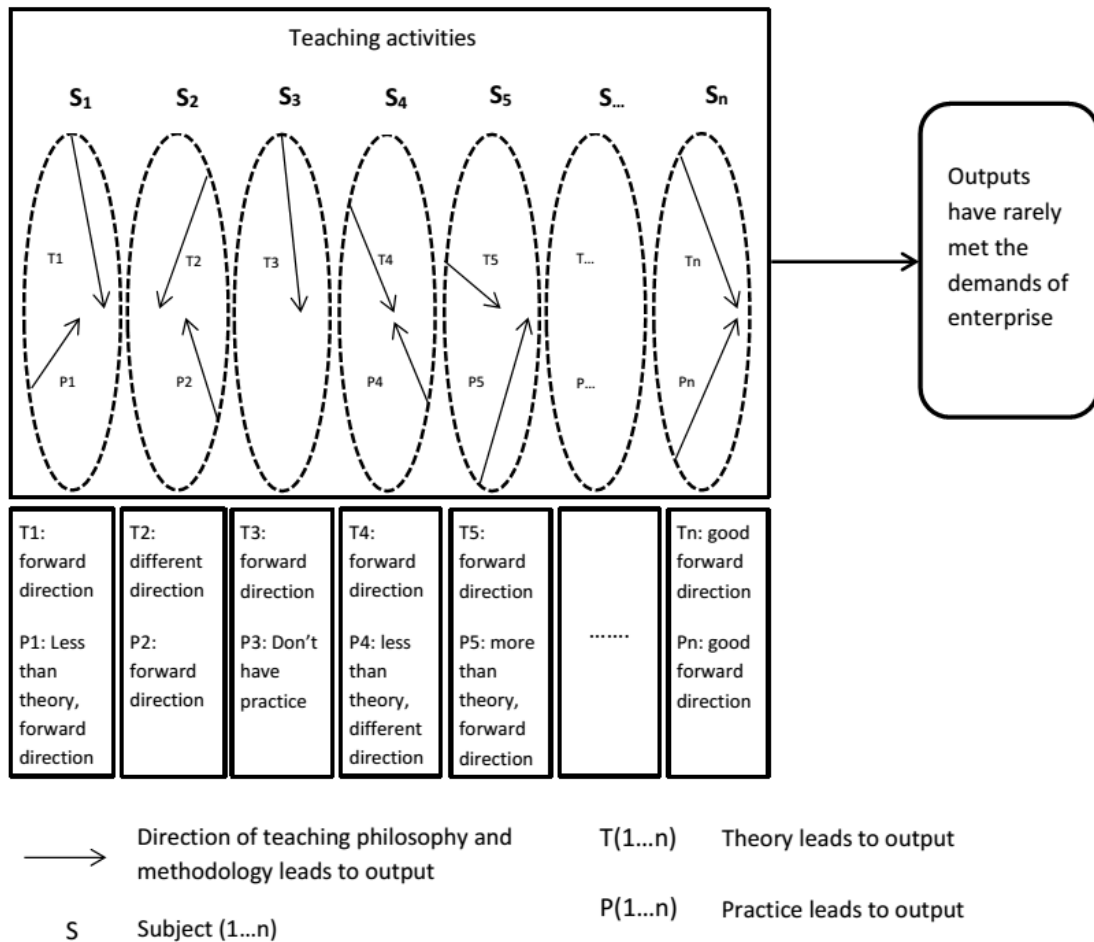 Teaching activities
S1 S2 S3 S4 S5 S... Sn
T1 T2 T3 T4 T5 T... Tn
P1 P2 P4 P5 P... Pn
Outputs
have rarely
met the
demands of
enterprise
T1:
forward
direction
P1: Less
than
theory,
forward
direction
T2:
different
direction
P2:
forward
direction
T3:
forward
direction
P3: Don't
have
practice
T4:
forward
direction
P4: less
than
theory,
different
direction
T5:
forward
direction
P5: more
than
theory,
forward
direction
.......
Tn: good
forward
direction
Pn: good
forward
direction
Direction of teaching philosophy and
methodology leads to output
S Subject (1...n)
T(1...n) Theory leads to output
P(1...n) Practice leads to output